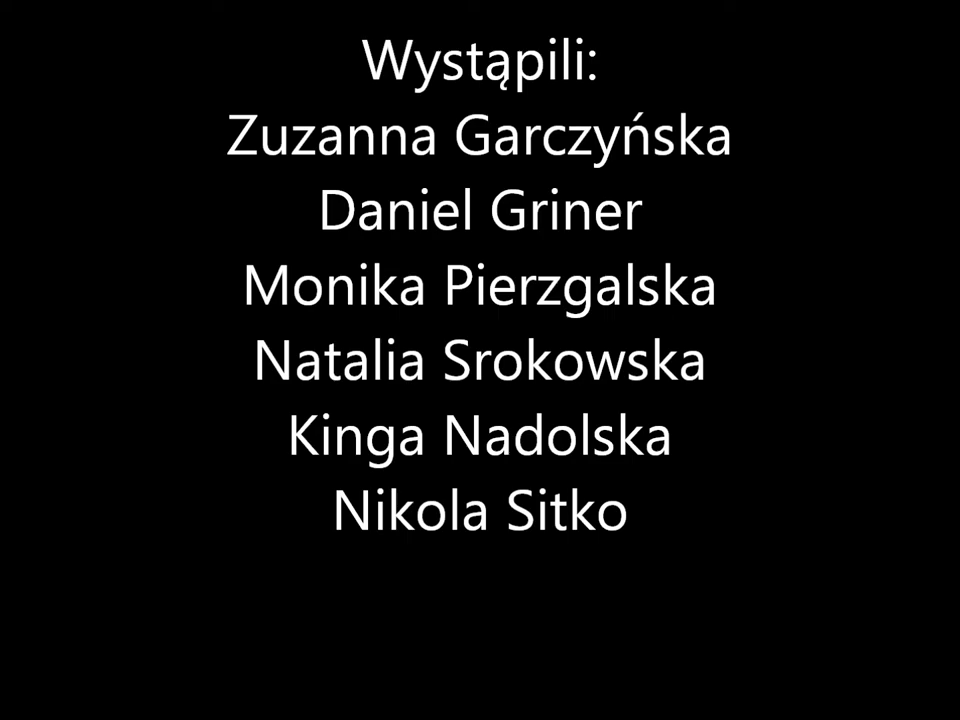 Wystąpili:
Zuzanna Garczyńska
Daniel Griner
Monika Pierzgalska
Natalia Srokowska
Kinga Nadolska
Nikola Sitko